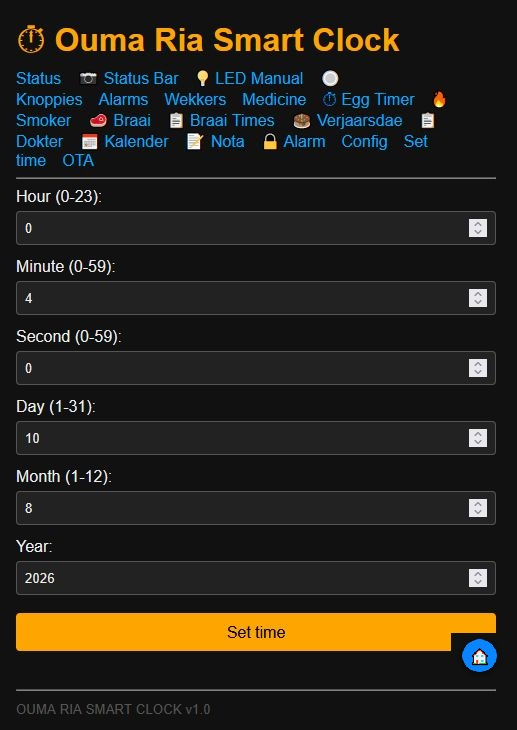 ⏱ Ouma Ria Smart Clock
Status 📷 Status Bar 💡 LED Manual ⚪
Knoppies Alarms Wekkers Medicine ⏱ Egg Timer 🔥
Smoker 🥩 Braai 📋 Braai Times 🎂 Verjaarsdae 📋
Dokter 📅 Kalender 📝 Nota 🔒 Alarm Config Set
time OTA
Hour (0-23):
0
Minute (0-59):
4
Second (0-59):
0
Day (1-31):
10
Month (1-12):
8
Year:
2026
Set time
OUMA RIA SMART CLOCK v1.0